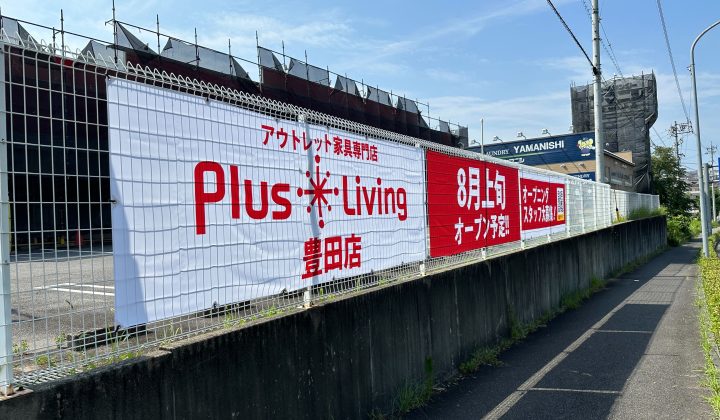 アウトレット家具専門店
Plus Living
豊田店
8月上旬
オープン予定!!
オープニング
スタッフ大募集!
LAUNDRY YAMANISHI